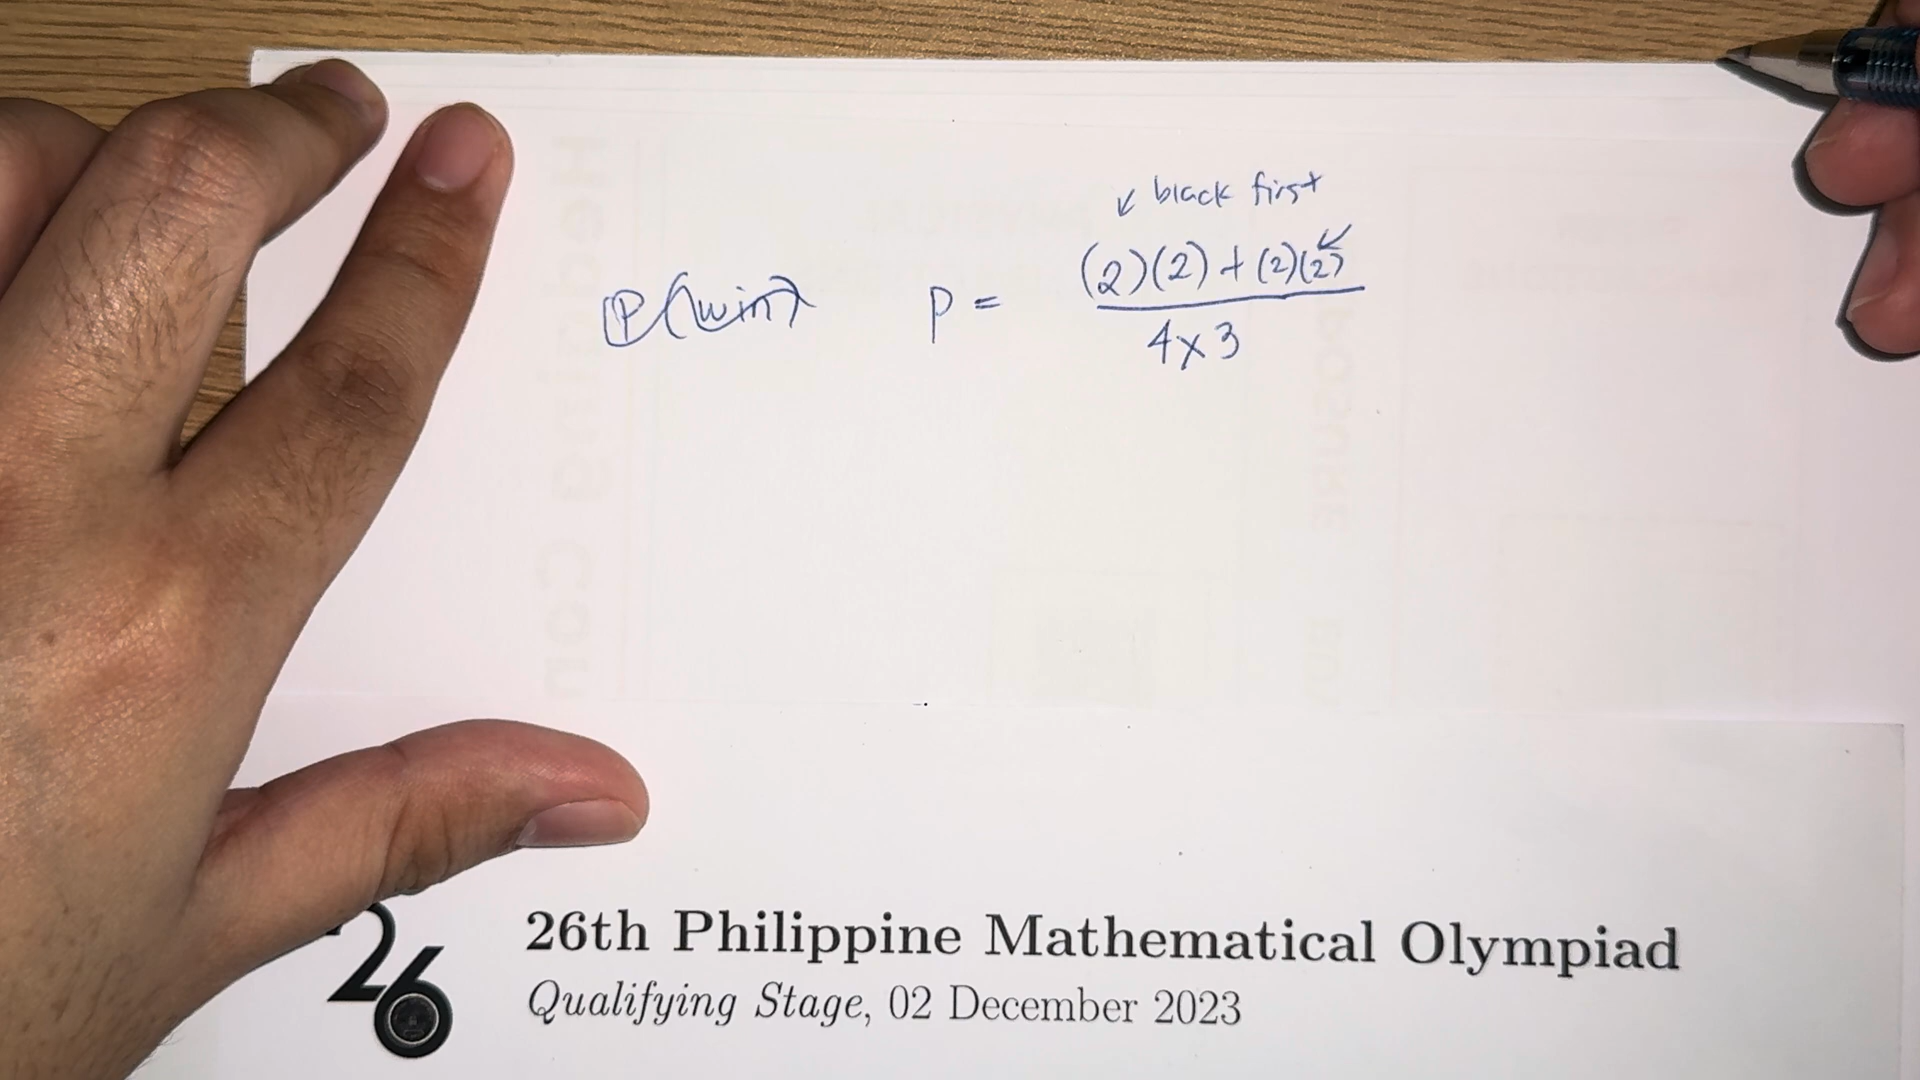 ↙ black first
P(win) p = (2)(2) + (2)(2) / 4 x 3
26
26th Philippine Mathematical Olympiad
Qualifying Stage, 02 December 2023